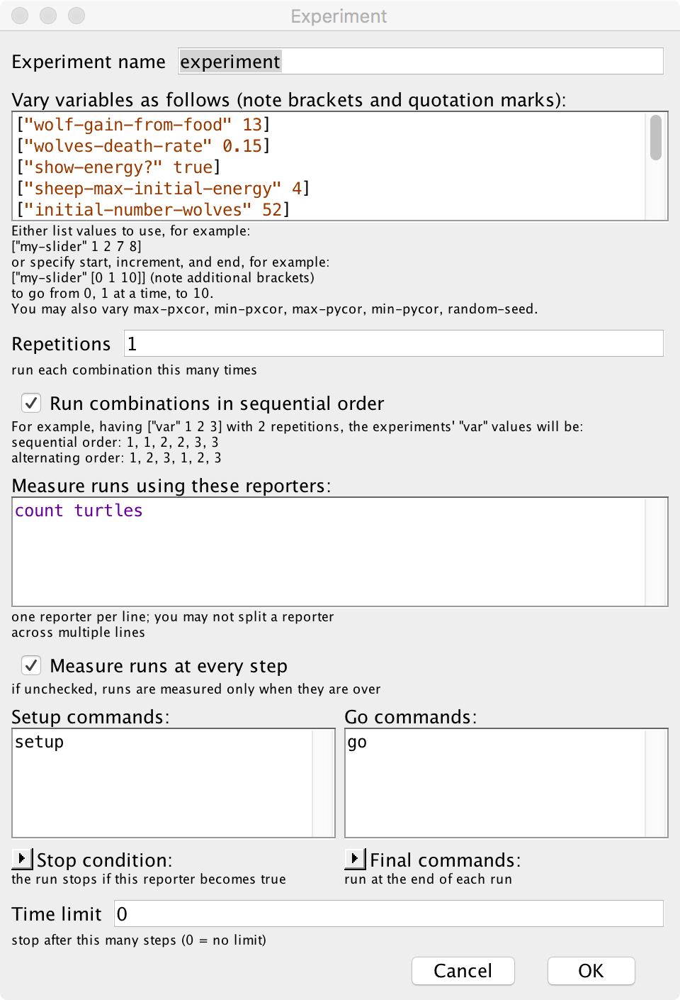 Experiment
Experiment name experiment
Vary variables as follows (note brackets and quotation marks):
["wolf-gain-from-food" 13]
["wolves-death-rate" 0.15]
["show-energy?" true]
["sheep-max-initial-energy" 4]
["initial-number-wolves" 52]
Either list values to use, for example:
["my-slider" 1 2 7 8]
or specify start, increment, and end, for example:
["my-slider" [0 1 10]] (note additional brackets)
to go from 0, 1 at a time, to 10.
You may also vary max-pxcor, min-pxcor, max-pycor, min-pycor, random-seed.
Repetitions 1
run each combination this many times
Run combinations in sequential order
For example, having ["var" 1 2 3] with 2 repetitions, the experiments' "var" values will be:
sequential order: 1, 1, 2, 2, 3, 3
alternating order: 1, 2, 3, 1, 2, 3
Measure runs using these reporters:
count turtles
one reporter per line; you may not split a reporter
across multiple lines
Measure runs at every step
if unchecked, runs are measured only when they are over
Setup commands:
setup
Go commands:
go
Stop condition:
the run stops if this reporter becomes true
Final commands:
run at the end of each run
Time limit 0
stop after this many steps (0 = no limit)
Cancel
OK